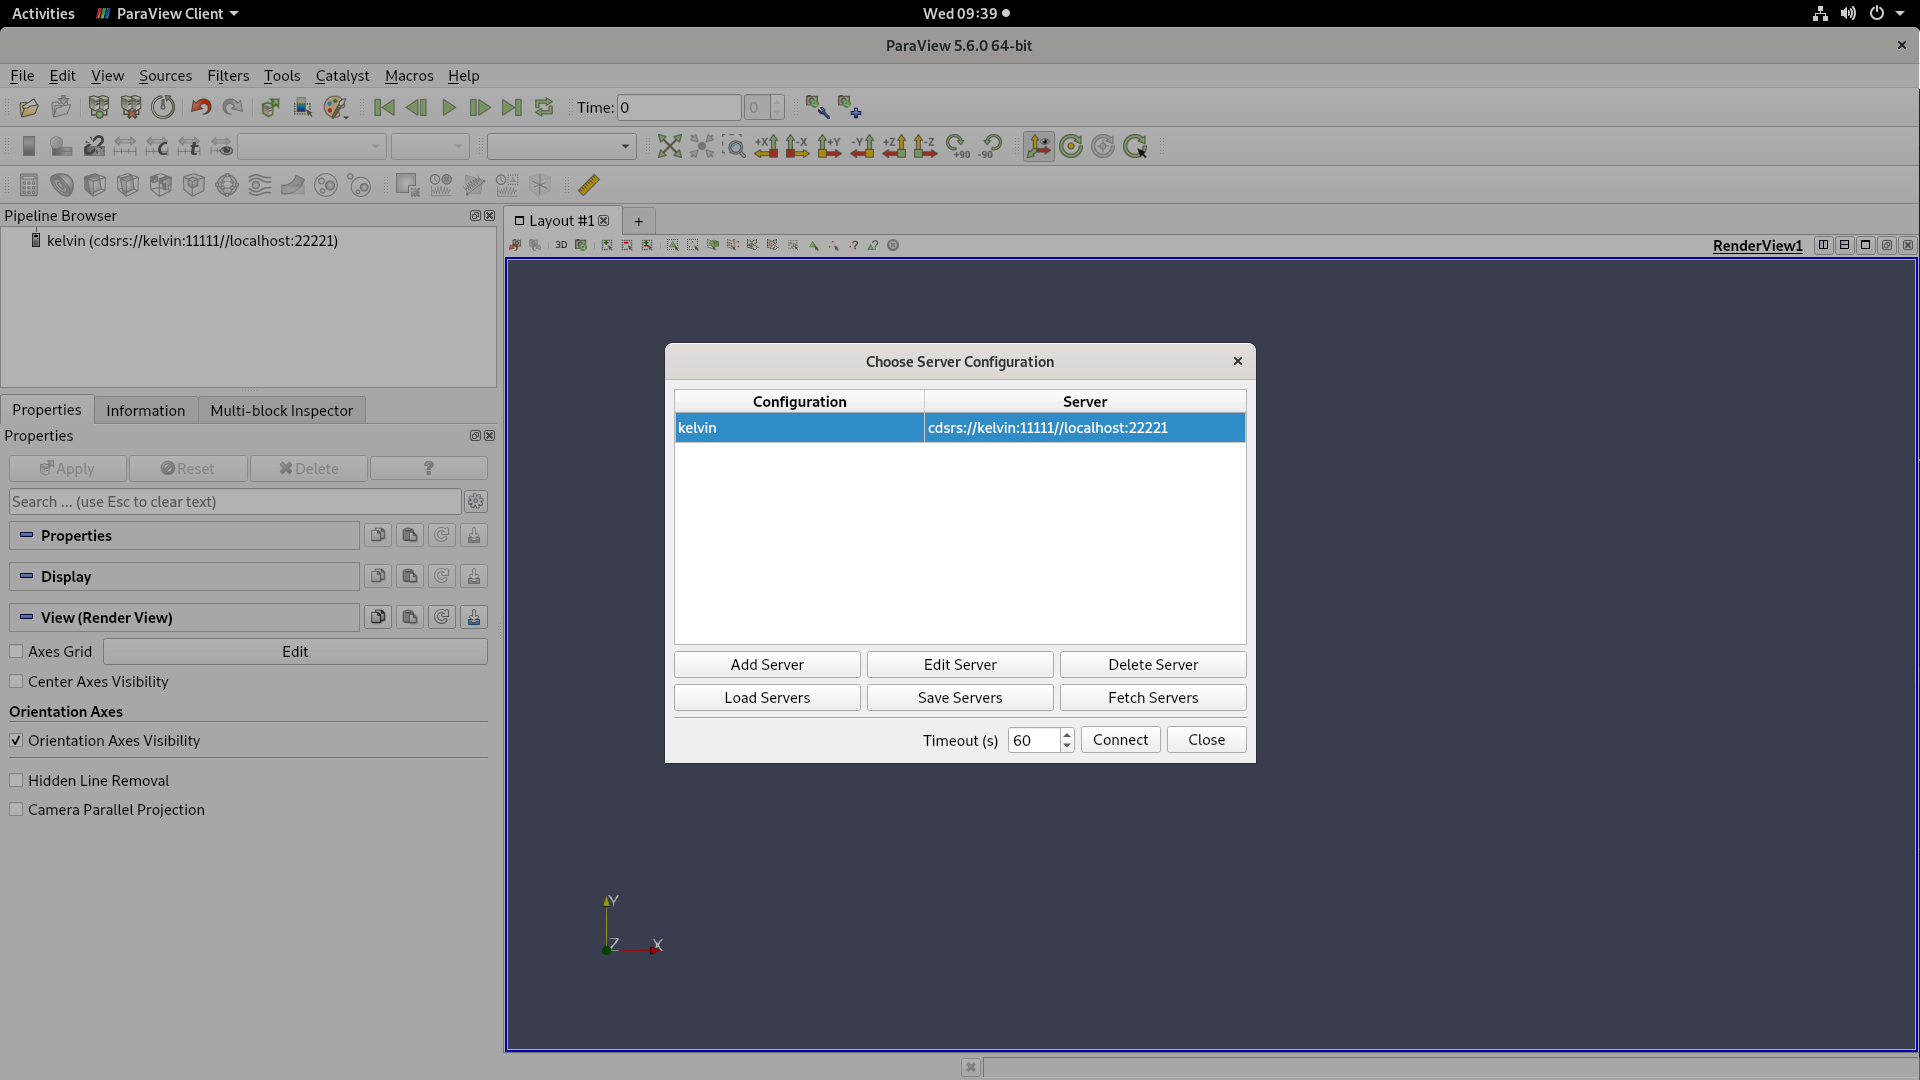 Activities ParaView Client Wed 09:39
ParaView 5.6.0 64-bit
File Edit View Sources Filters Tools Catalyst Macros Help
Time: 0 0
+X -X +Y -Y +Z -Z +90 -90
Pipeline Browser
kelvin (cdsrs://kelvin:11111//localhost:22221)
Layout #1 +
3D
RenderView1
Properties Information Multi-block Inspector
Properties
Apply Reset Delete ?
Search ... (use Esc to clear text)
Properties
Display
View (Render View)
Axes Grid Edit
Center Axes Visibility
Orientation Axes
Orientation Axes Visibility
Hidden Line Removal
Camera Parallel Projection
Choose Server Configuration
Configuration Server
kelvin cdsrs://kelvin:11111//localhost:22221
Add Server Edit Server Delete Server
Load Servers Save Servers Fetch Servers
Timeout (s) 60 Connect Close
Y
Z X